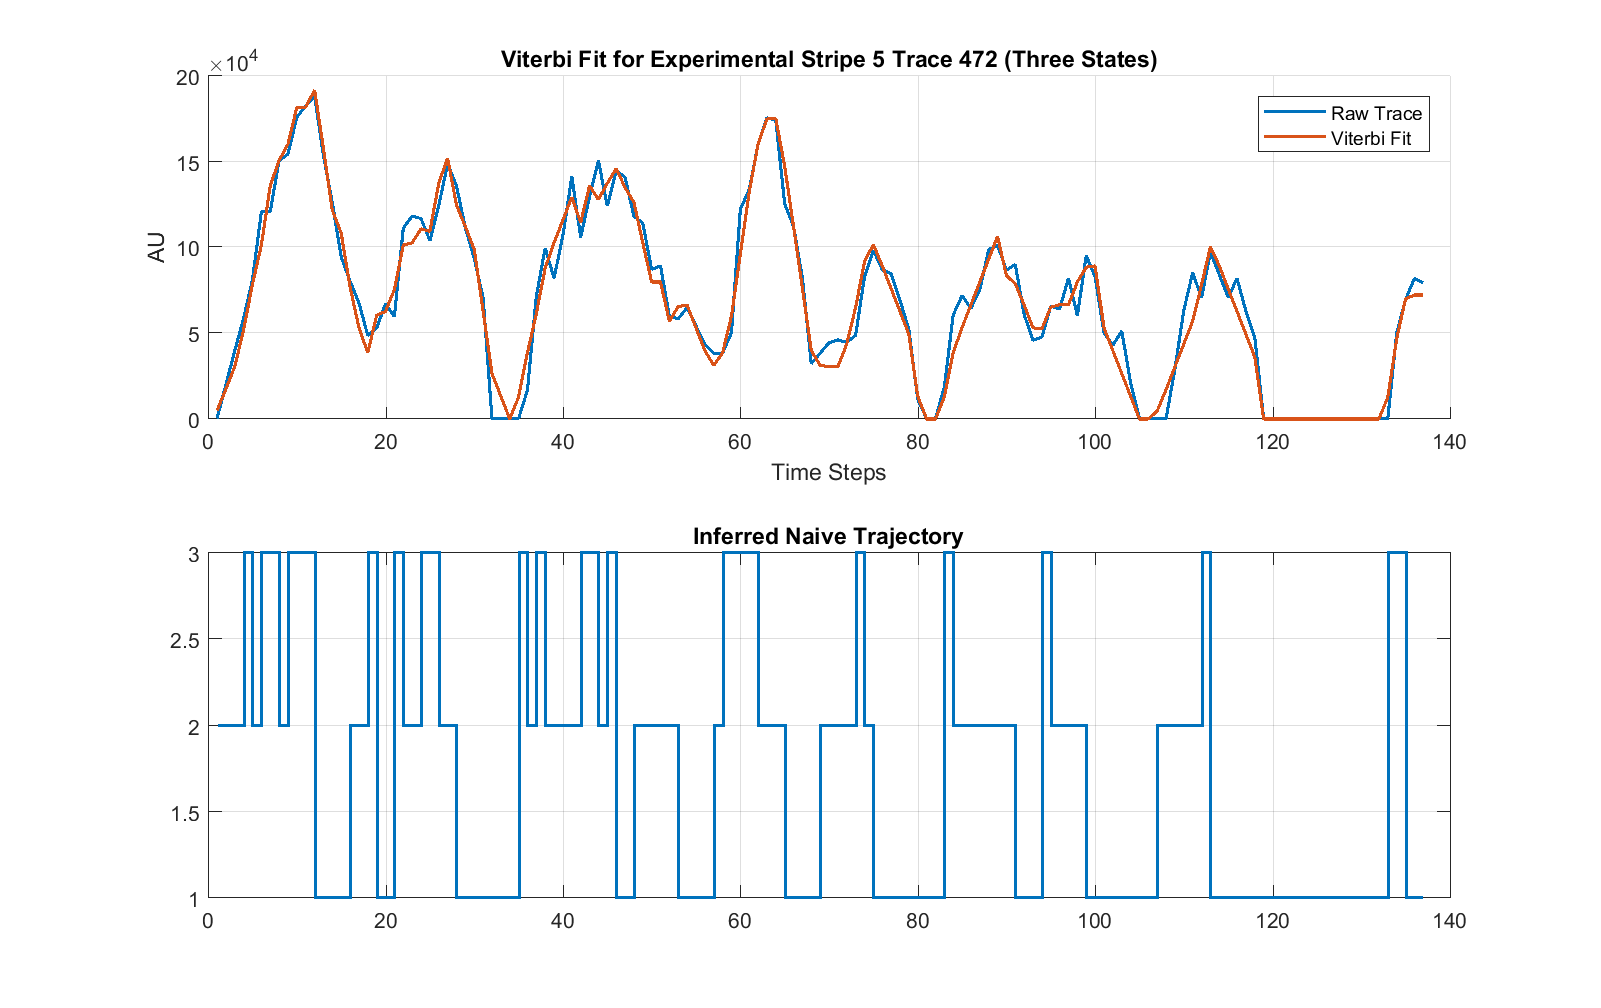 Viterbi Fit for Experimental Stripe 5 Trace 472 (Three States)
×10⁴
20
15
10
5
0
AU
Raw Trace
Viterbi Fit
0 20 40 60 80 100 120 140
Time Steps
Inferred Naive Trajectory
3
2.5
2
1.5
1
0 20 40 60 80 100 120 140